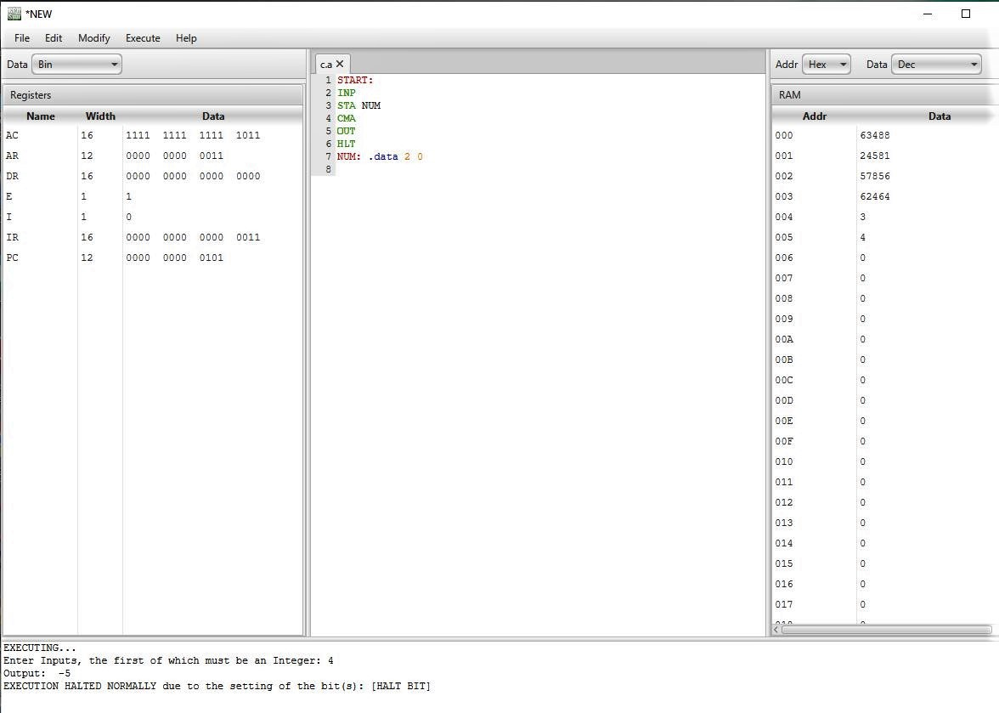 *NEW
File Edit Modify Execute Help
Data Bin
Registers
Name Width Data
AC 16 1111 1111 1111 1011
AR 12 0000 0000 0011
DR 16 0000 0000 0000 0000
E 1 1
I 1 0
IR 16 0000 0000 0000 0011
PC 12 0000 0000 0101
c.a
1 START:
2 INP
3 STA NUM
4 CMA
5 OUT
6 HLT
7 NUM: .data 2 0
8
Addr Hex Data Dec
RAM
Addr Data
000 63488
001 24581
002 57856
003 62464
004 3
005 4
006 0
007 0
008 0
009 0
00A 0
00B 0
00C 0
00D 0
00E 0
00F 0
010 0
011 0
012 0
013 0
014 0
015 0
016 0
017 0
EXECUTING...
Enter Inputs, the first of which must be an Integer: 4
Output: -5
EXECUTION HALTED NORMALLY due to the setting of the bit(s): [HALT BIT]